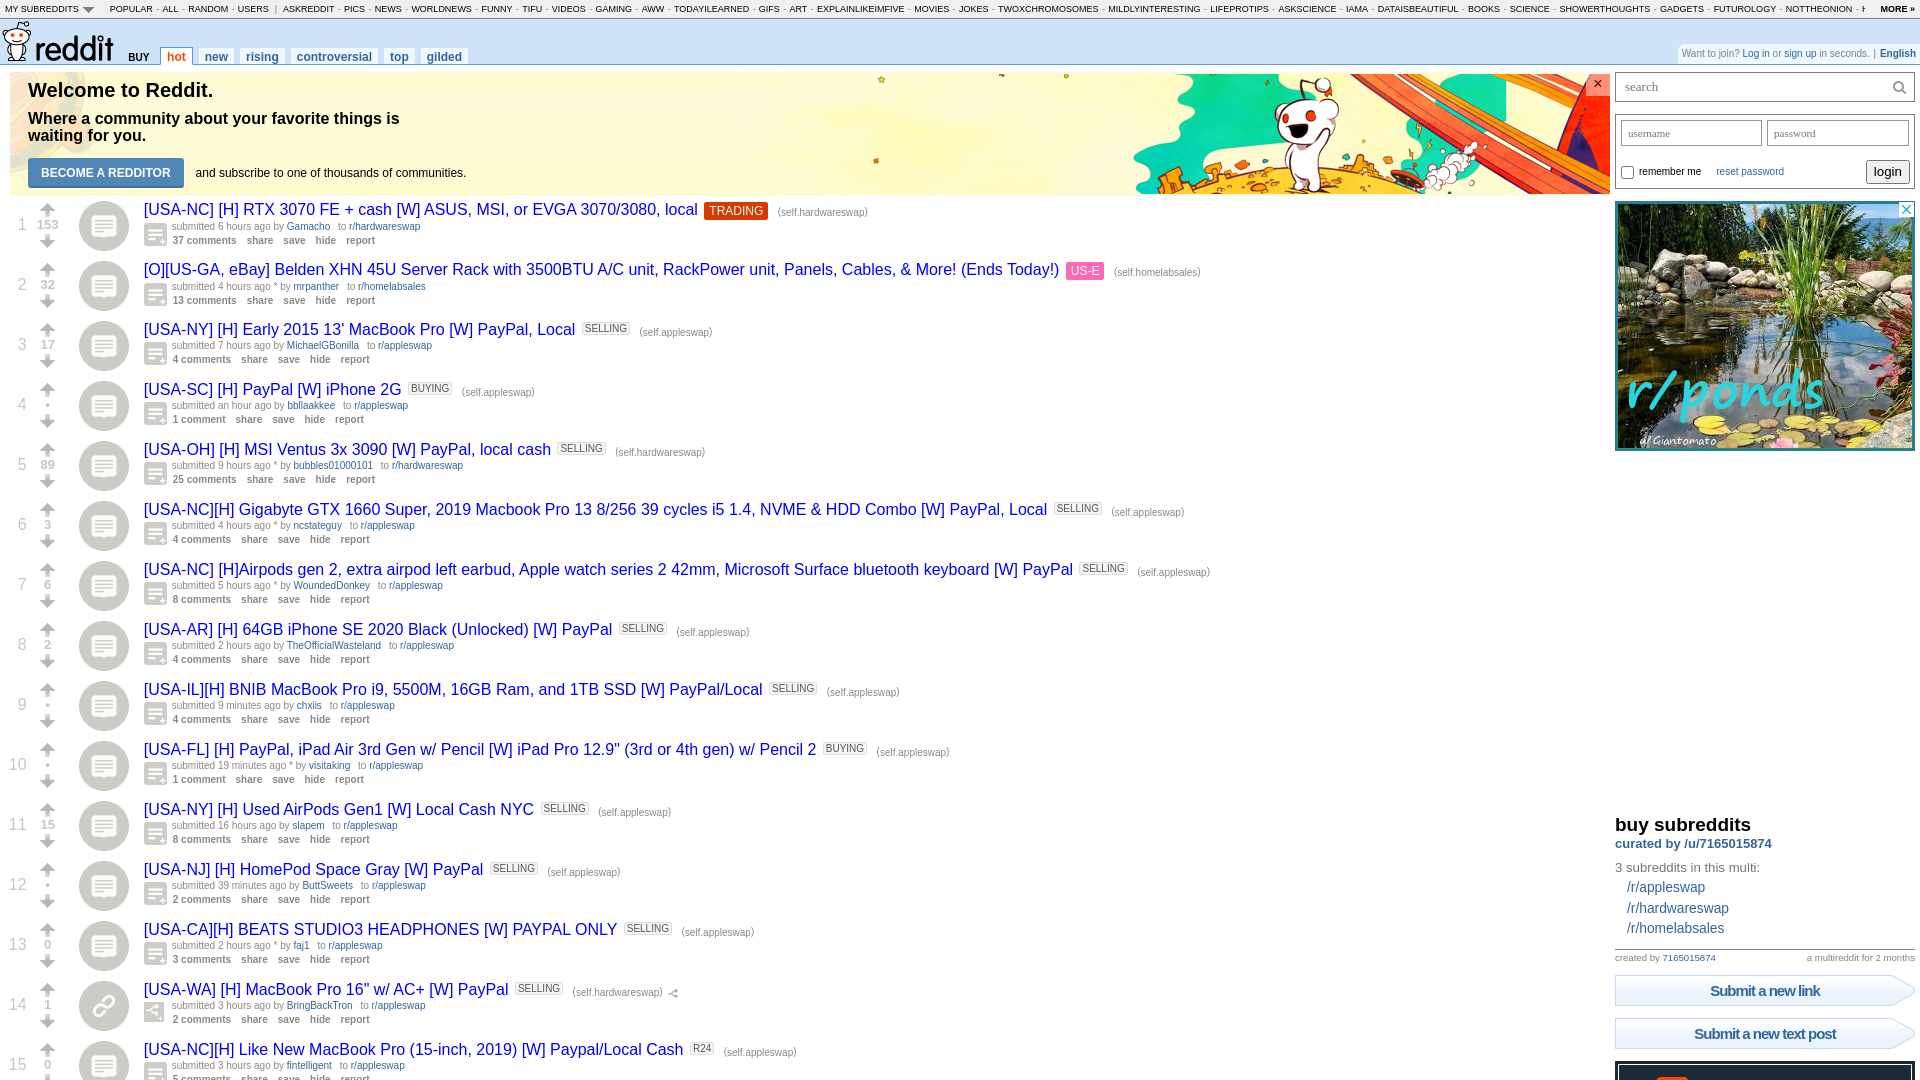 MY SUBREDDITS POPULAR - ALL - RANDOM - USERS | ASKREDDIT - PICS - NEWS - WORLDNEWS - FUNNY - TIFU - VIDEOS - GAMING - AWW - TODAYILEARNED - GIFS - ART - EXPLAINLIKEIMFIVE - MOVIES - JOKES - TWOXCHROMOSOMES - MILDLYINTERESTING - LIFEPROTIPS - ASKSCIENCE - IAMA - DATAISBEAUTIFUL - BOOKS - SCIENCE - SHOWERTHOUGHTS - GADGETS - FUTUROLOGY - NOTTHEONION - MORE »
reddit BUY hot new rising controversial top gilded
Want to join? Log in or sign up in seconds. | English
Welcome to Reddit.
Where a community about your favorite things is
waiting for you.
BECOME A REDDITOR and subscribe to one of thousands of communities.
×
1 153 [USA-NC] [H] RTX 3070 FE + cash [W] ASUS, MSI, or EVGA 3070/3080, local TRADING (self.hardwareswap)
submitted 6 hours ago by Gamacho to r/hardwareswap
37 comments share save hide report
2 32 [O][US-GA, eBay] Belden XHN 45U Server Rack with 3500BTU A/C unit, RackPower unit, Panels, Cables, & More! (Ends Today!) US-E (self.homelabsales)
submitted 4 hours ago * by mrpanther to r/homelabsales
13 comments share save hide report
3 17 [USA-NY] [H] Early 2015 13' MacBook Pro [W] PayPal, Local SELLING (self.appleswap)
submitted 7 hours ago by MichaelGBonilla to r/appleswap
4 comments share save hide report
4 • [USA-SC] [H] PayPal [W] iPhone 2G BUYING (self.appleswap)
submitted an hour ago by bbllaakkee to r/appleswap
1 comment share save hide report
5 89 [USA-OH] [H] MSI Ventus 3x 3090 [W] PayPal, local cash SELLING (self.hardwareswap)
submitted 9 hours ago * by bubbles01000101 to r/hardwareswap
25 comments share save hide report
6 3 [USA-NC][H] Gigabyte GTX 1660 Super, 2019 Macbook Pro 13 8/256 39 cycles i5 1.4, NVME & HDD Combo [W] PayPal, Local SELLING (self.appleswap)
submitted 4 hours ago * by ncstateguy to r/appleswap
4 comments share save hide report
7 6 [USA-NC] [H]Airpods gen 2, extra airpod left earbud, Apple watch series 2 42mm, Microsoft Surface bluetooth keyboard [W] PayPal SELLING (self.appleswap)
submitted 5 hours ago * by WoundedDonkey to r/appleswap
8 comments share save hide report
8 2 [USA-AR] [H] 64GB iPhone SE 2020 Black (Unlocked) [W] PayPal SELLING (self.appleswap)
submitted 2 hours ago by TheOfficialWasteland to r/appleswap
4 comments share save hide report
9 • [USA-IL][H] BNIB MacBook Pro i9, 5500M, 16GB Ram, and 1TB SSD [W] PayPal/Local SELLING (self.appleswap)
submitted 9 minutes ago by chxiis to r/appleswap
4 comments share save hide report
10 • [USA-FL] [H] PayPal, iPad Air 3rd Gen w/ Pencil [W] iPad Pro 12.9" (3rd or 4th gen) w/ Pencil 2 BUYING (self.appleswap)
submitted 19 minutes ago * by visitaking to r/appleswap
1 comment share save hide report
11 15 [USA-NY] [H] Used AirPods Gen1 [W] Local Cash NYC SELLING (self.appleswap)
submitted 16 hours ago by slapem to r/appleswap
8 comments share save hide report
12 • [USA-NJ] [H] HomePod Space Gray [W] PayPal SELLING (self.appleswap)
submitted 39 minutes ago by ButtSweets to r/appleswap
2 comments share save hide report
13 0 [USA-CA][H] BEATS STUDIO3 HEADPHONES [W] PAYPAL ONLY SELLING (self.appleswap)
submitted 2 hours ago * by faj1 to r/appleswap
3 comments share save hide report
14 1 [USA-WA] [H] MacBook Pro 16" w/ AC+ [W] PayPal SELLING (self.hardwareswap)
submitted 3 hours ago by BringBackTron to r/appleswap
2 comments share save hide report
15 0 [USA-NC][H] Like New MacBook Pro (15-inch, 2019) [W] Paypal/Local Cash R24 (self.appleswap)
submitted 3 hours ago by fintelligent to r/appleswap
5 comments share save hide report
search
username password
remember me reset password login
r/ponds
u/Giantomato
buy subreddits
curated by /u/7165015874
3 subreddits in this multi:
/r/appleswap
/r/hardwareswap
/r/homelabsales
created by 7165015874 a multireddit for 2 months
Submit a new link
Submit a new text post